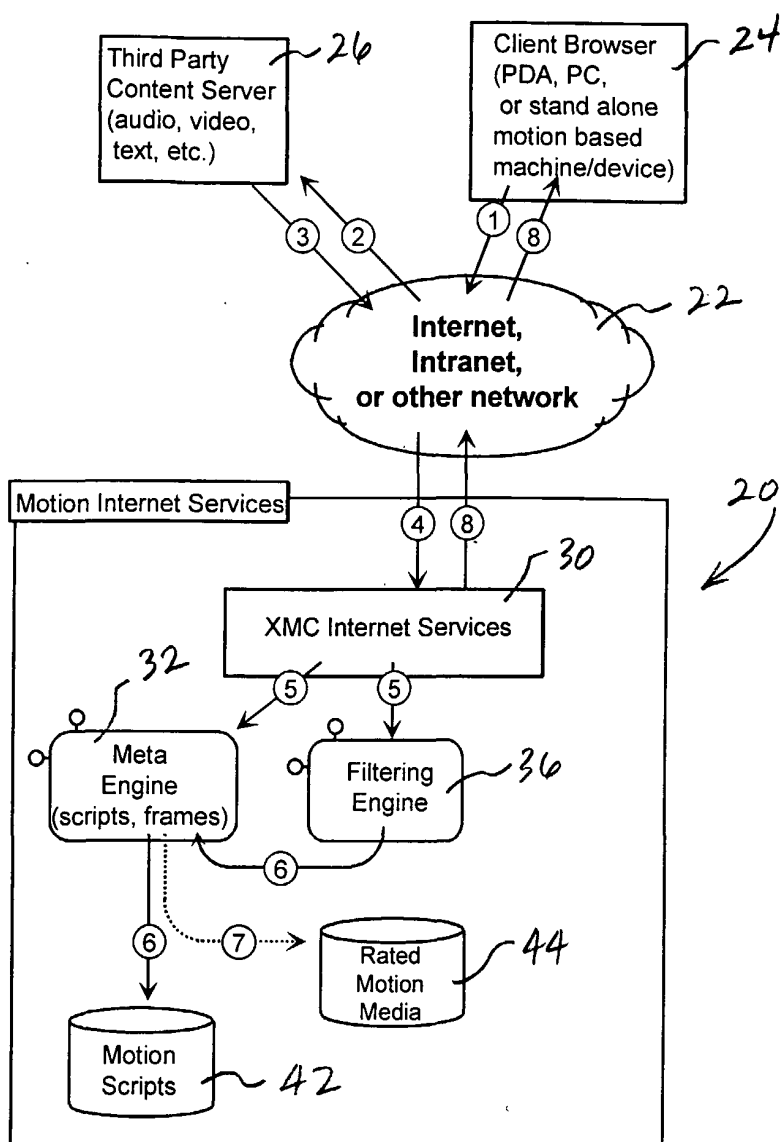 Third Party
Content Server
(audio, video,
text, etc.)
26
Client Browser
(PDA, PC,
or stand alone
motion based
machine/device)
24
3
2
1
8
Internet,
Intranet,
or other network
22
Motion Internet Services
20
4
8
XMC Internet Services
30
5
5
32
Meta
Engine
(scripts, frames)
Filtering
Engine
36
6
6
7
Rated
Motion
Media
44
Motion
Scripts
42